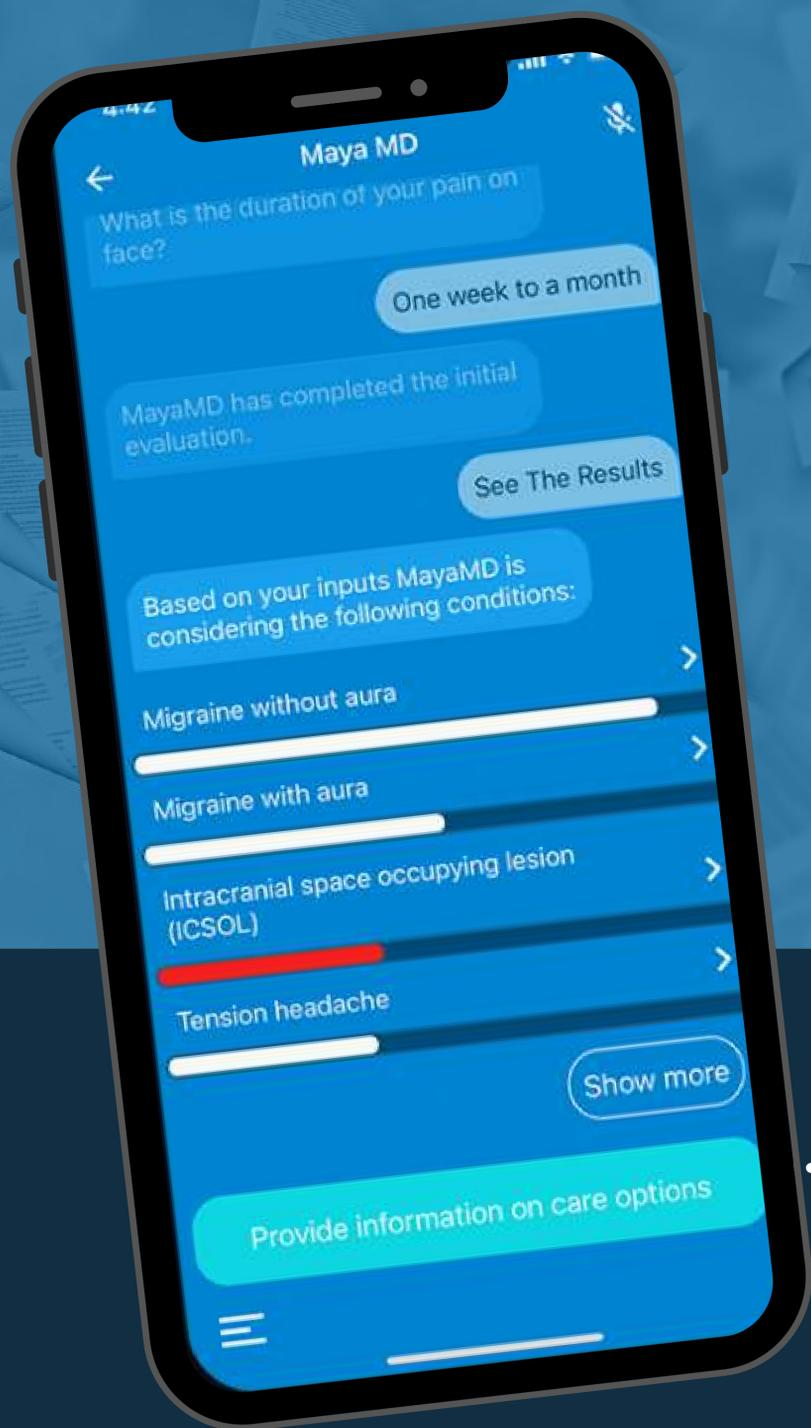 4:42
Maya MD
What is the duration of your pain on
face?
One week to a month
MayaMD has completed the initial
evaluation.
See The Results
Based on your inputs MayaMD is
considering the following conditions:
Migraine without aura
Migraine with aura
Intracranial space occupying lesion
(ICSOL)
Tension headache
Show more
Provide information on care options